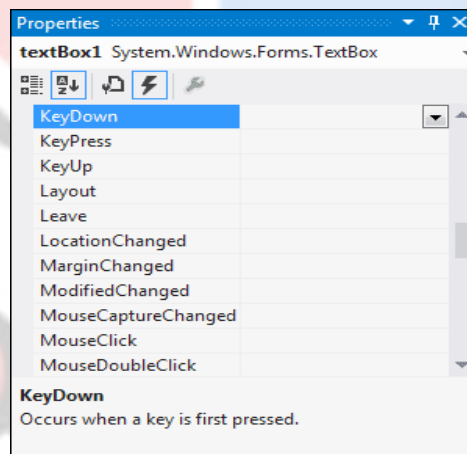 Properties
textBox1 System.Windows.Forms.TextBox
KeyDown
KeyPress
KeyUp
Layout
Leave
LocationChanged
MarginChanged
ModifiedChanged
MouseCaptureChanged
MouseClick
MouseDoubleClick
KeyDown
Occurs when a key is first pressed.